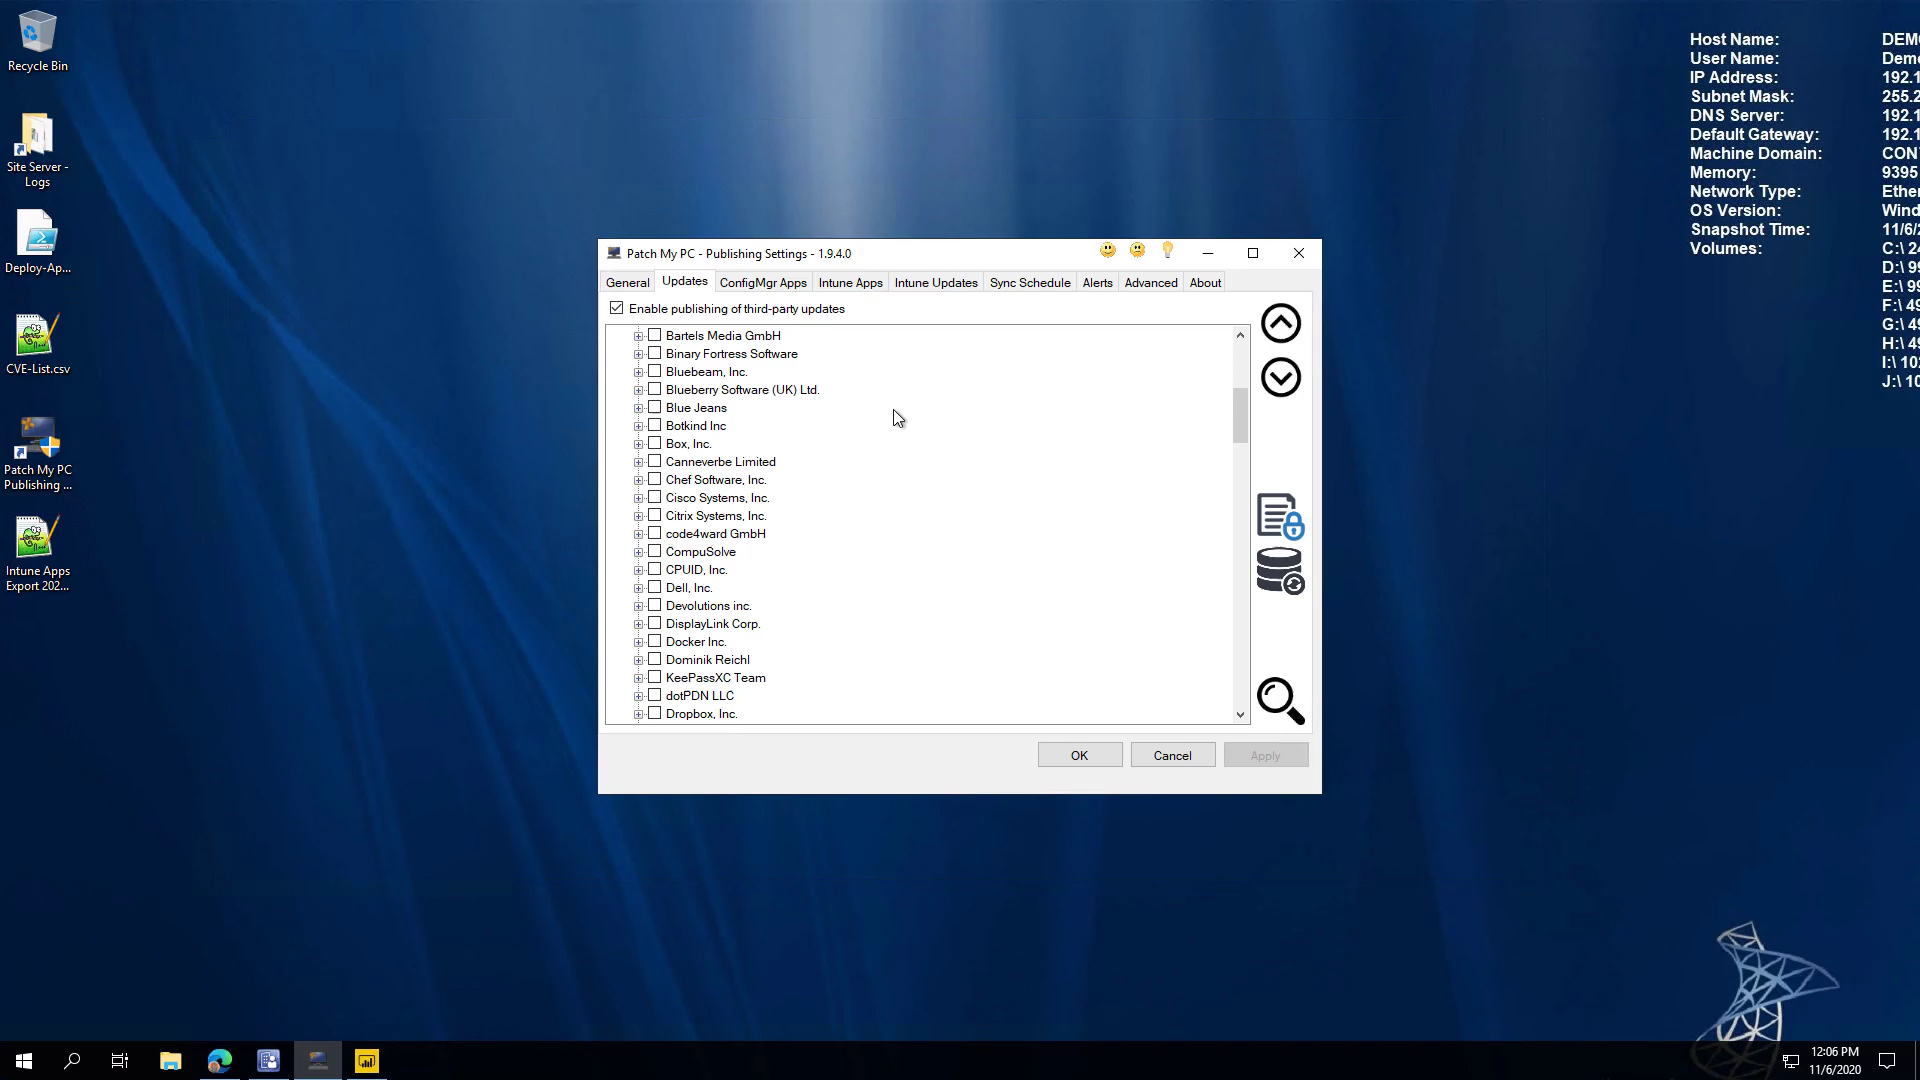 Recycle Bin
Site Server -
Logs
Deploy-Ap...
CVE-List.csv
Patch My PC
Publishing ...
Intune Apps
Export 202...
Host Name: DEM
User Name: Dem
IP Address: 192.1
Subnet Mask: 255.2
DNS Server: 192.1
Default Gateway: 192.1
Machine Domain: CON
Memory: 9395
Network Type: Ether
OS Version: Wind
Snapshot Time: 11/6/
Volumes: C:\ 24
D:\ 99
E:\ 99
F:\ 49
G:\ 49
H:\ 49
I:\ 10
J:\ 10
Patch My PC - Publishing Settings - 1.9.4.0
General Updates ConfigMgr Apps Intune Apps Intune Updates Sync Schedule Alerts Advanced About
Enable publishing of third-party updates
Bartels Media GmbH
Binary Fortress Software
Bluebeam, Inc.
Blueberry Software (UK) Ltd.
Blue Jeans
Botkind Inc
Box, Inc.
Canneverbe Limited
Chef Software, Inc.
Cisco Systems, Inc.
Citrix Systems, Inc.
code4ward GmbH
CompuSolve
CPUID, Inc.
Dell, Inc.
Devolutions inc.
DisplayLink Corp.
Docker Inc.
Dominik Reichl
KeePassXC Team
dotPDN LLC
Dropbox, Inc.
OK Cancel Apply
12:06 PM
11/6/2020